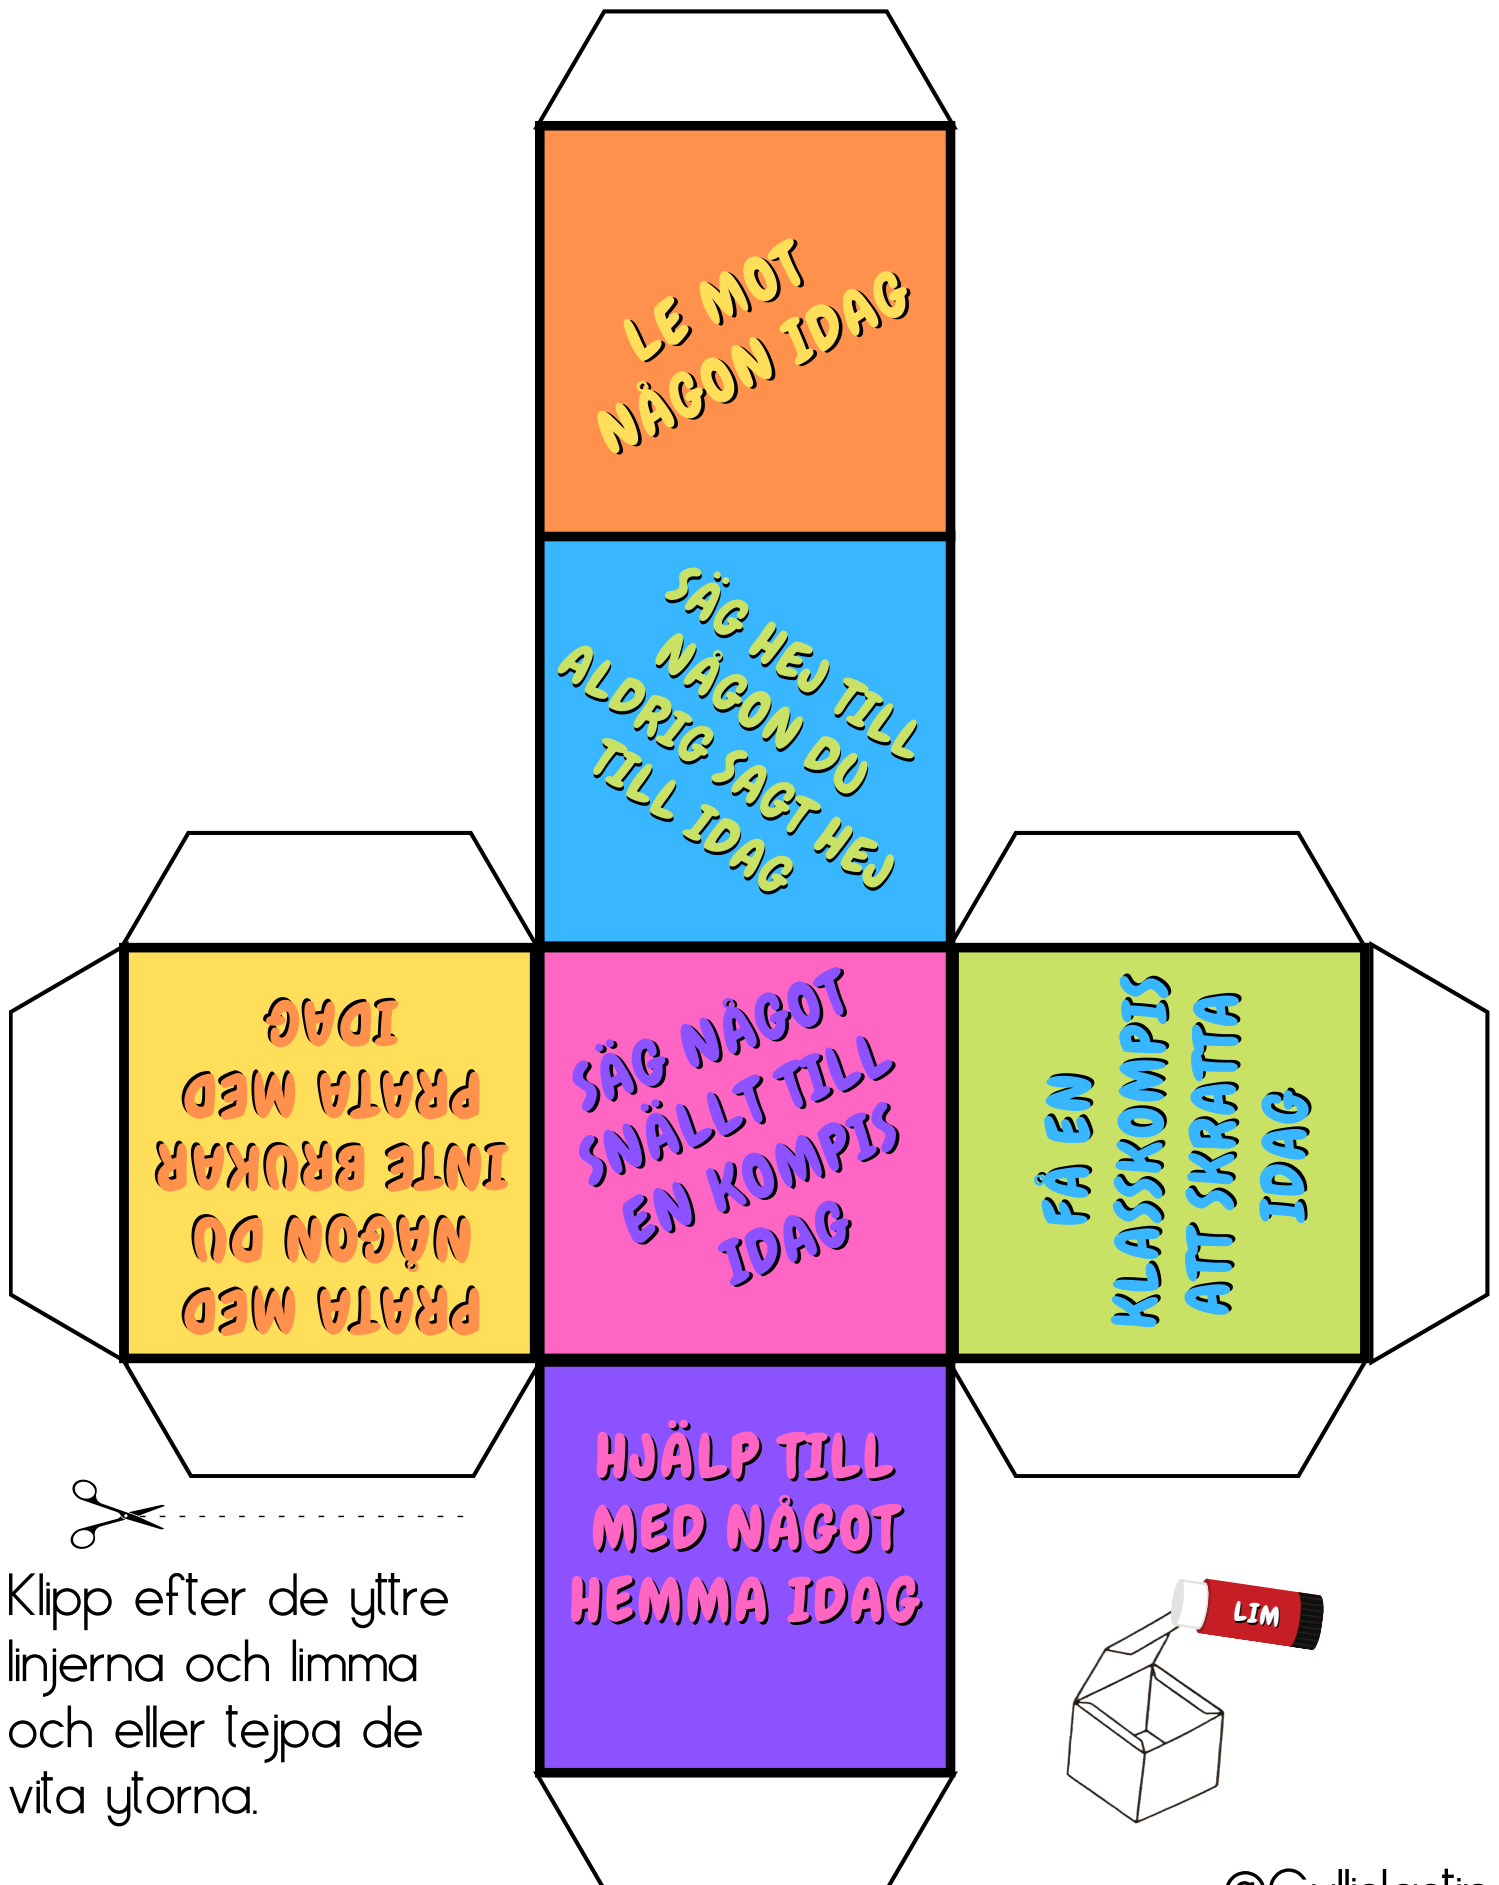 LE MOT
NÅGON IDAG
SÄG HEJ TILL
NÅGON DU
ALDRIG SAGT HEJ
TILL IDAG
PRATA MED
NÅGON DU
INTE BRUKAR
PRATA MED
IDAG
SÄG NÅGOT
SNÄLLT TILL
EN KOMPIS
IDAG
FÅ EN
KLASSKOMPIS
ATT SKRATTA
IDAG
HJÄLP TILL
MED NÅGOT
HEMMA IDAG
Klipp efter de yttre
linjerna och limma
och eller tejpa de
vita ytorna.
LIM